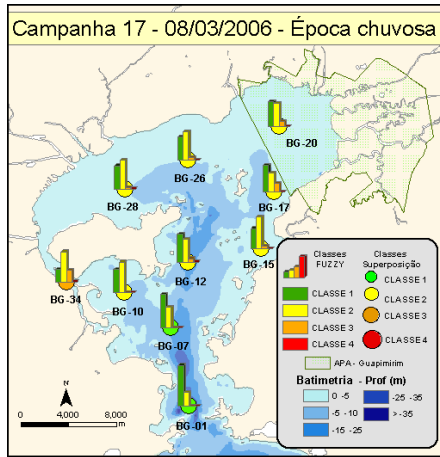 Campanha 17 - 08/03/2006 - Época chuvosa
BG-20
BG-26
BG-28
BG-17
BG-15
BG-12
BG-34
BG-10
BG-07
BG-01
N
0 4,000 8,000
m
Classes FUZZY
Classes Superposição
CLASSE 1
CLASSE 2
CLASSE 3
CLASSE 4
CLASSE 1
CLASSE 2
CLASSE 3
CLASSE 4
APA - Guapimirim
Batimetria - Prof (m)
0 -5
-5 -10
-15 -25
-25 -35
>-35